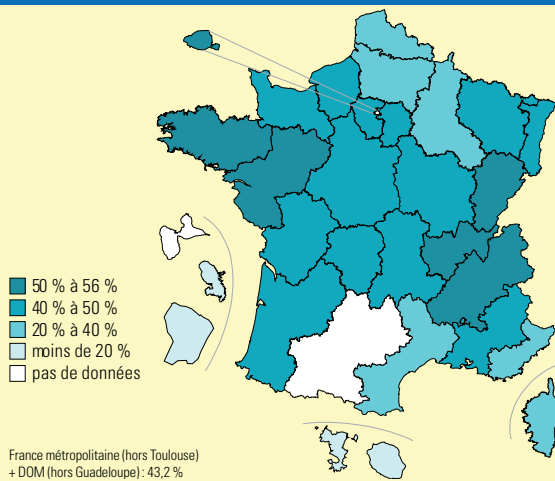 50 % à 56 %
40 % à 50 %
20 % à 40 %
moins de 20 %
pas de données
France métropolitaine (hors Toulouse)
+ DOM (hors Guadeloupe) : 43,2 %